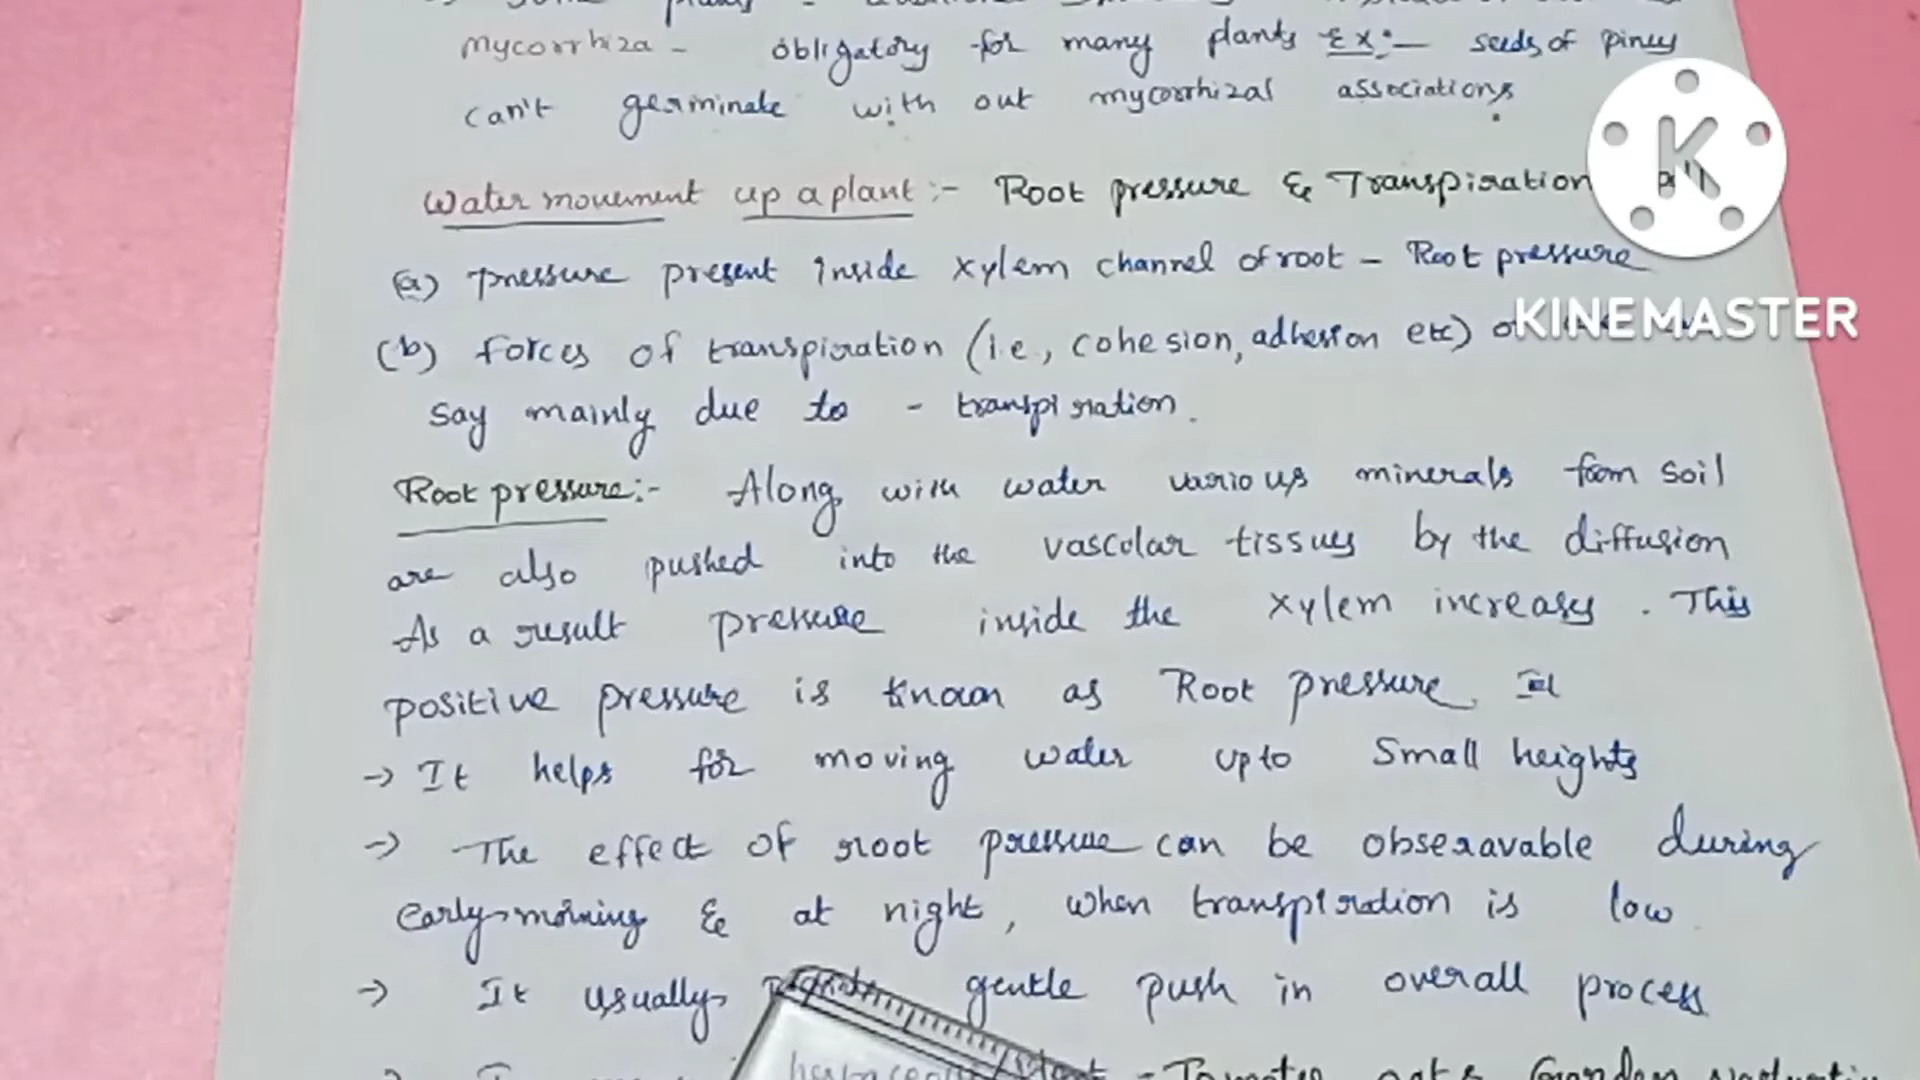 mycorrhiza - obligatory for many plants Ex:- seeds of pines
can't germinate with out mycorrhizal associations
Water movement up a plant :- Root pressure & Transpiration
(a) pressure present inside xylem channel of root - Root pressure
(b) forces of transpiration (i.e., cohesion, adhesion etc)
say mainly due to - transpiration.
Root pressure:- Along with water various minerals from soil
are also pushed into the vascular tissues by the diffusion
As a result pressure inside the xylem increases. This
positive pressure is known as Root pressure.
-> It helps for moving water upto small heights
-> The effect of root pressure can be obseravable during
early morning & at night, when transpiration is low
-> It usually gentle push in overall process
herbaceous plant - Tomato
K
KINEMASTER